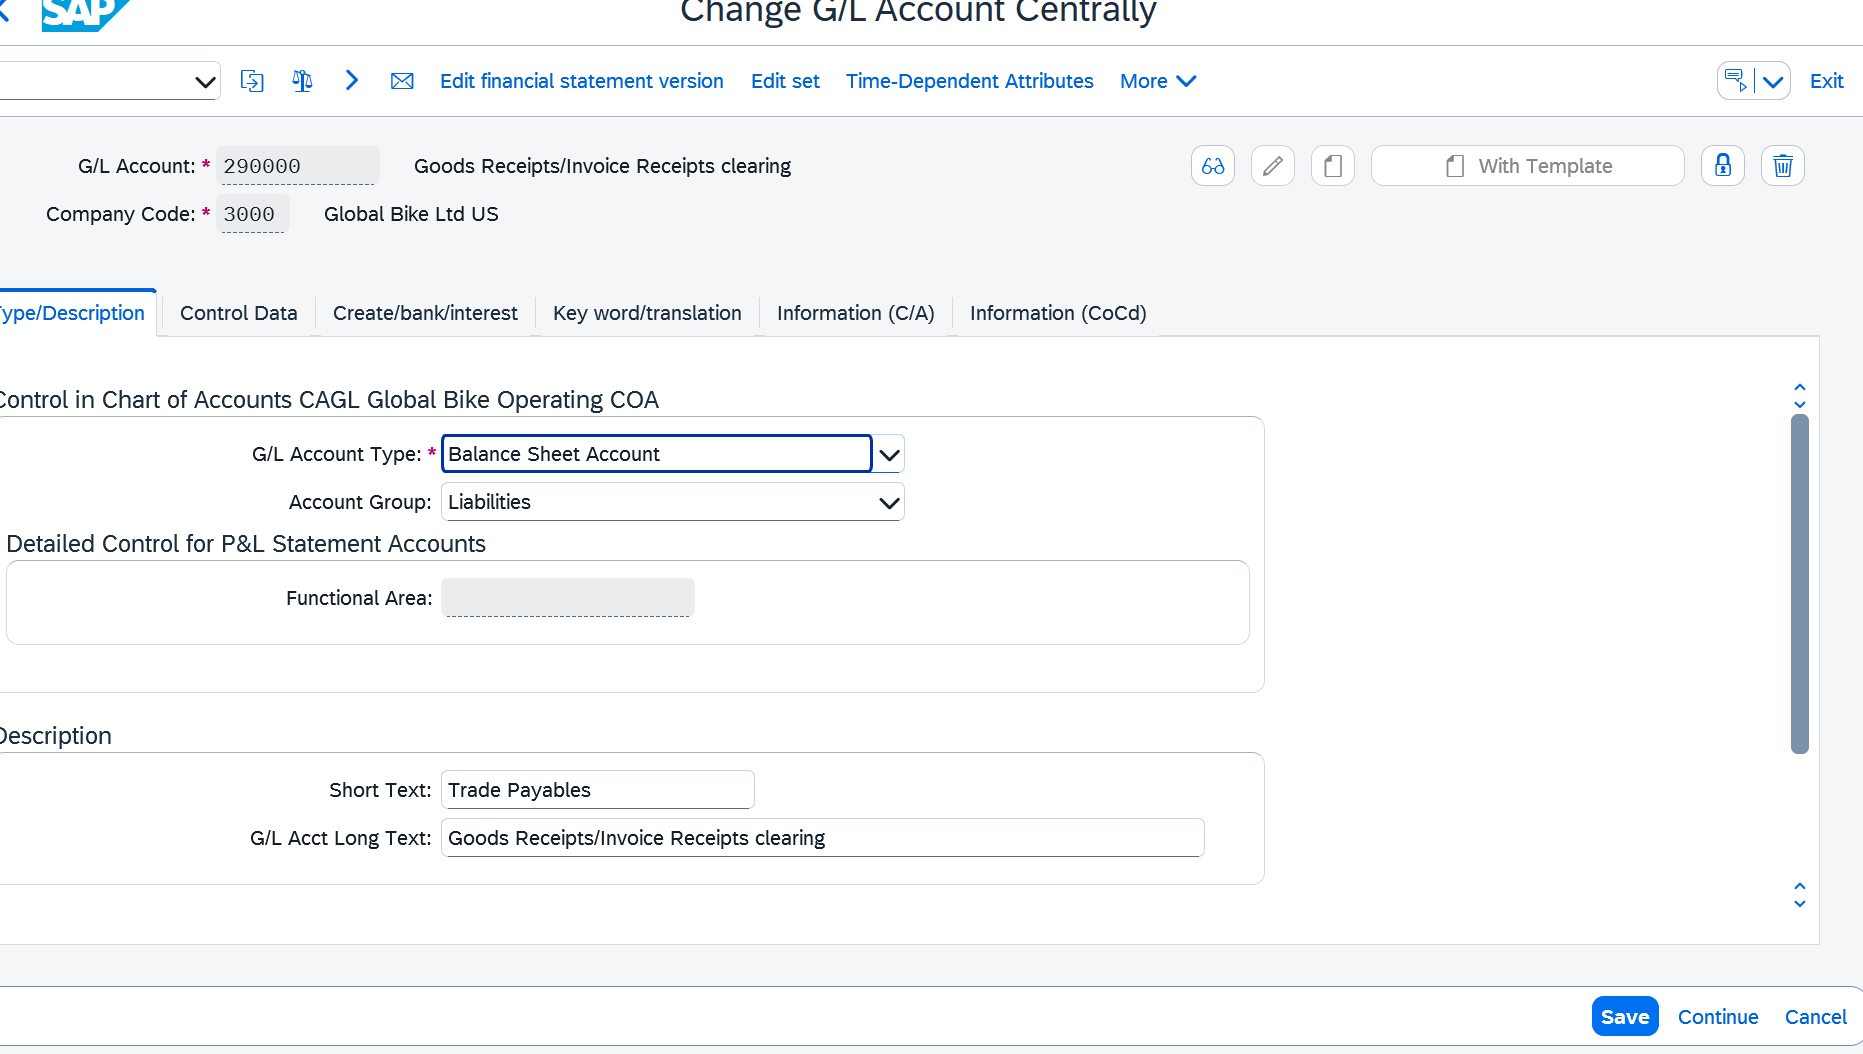 SAP
Change G/L Account Centrally
Edit financial statement version Edit set Time-Dependent Attributes More Exit
G/L Account: * 290000 Goods Receipts/Invoice Receipts clearing With Template
Company Code: * 3000 Global Bike Ltd US
Type/Description Control Data Create/bank/interest Key word/translation Information (C/A) Information (CoCd)
Control in Chart of Accounts CAGL Global Bike Operating COA
G/L Account Type: * Balance Sheet Account
Account Group: Liabilities
Detailed Control for P&L Statement Accounts
Functional Area:
Description
Short Text: Trade Payables
G/L Acct Long Text: Goods Receipts/Invoice Receipts clearing
Save Continue Cancel